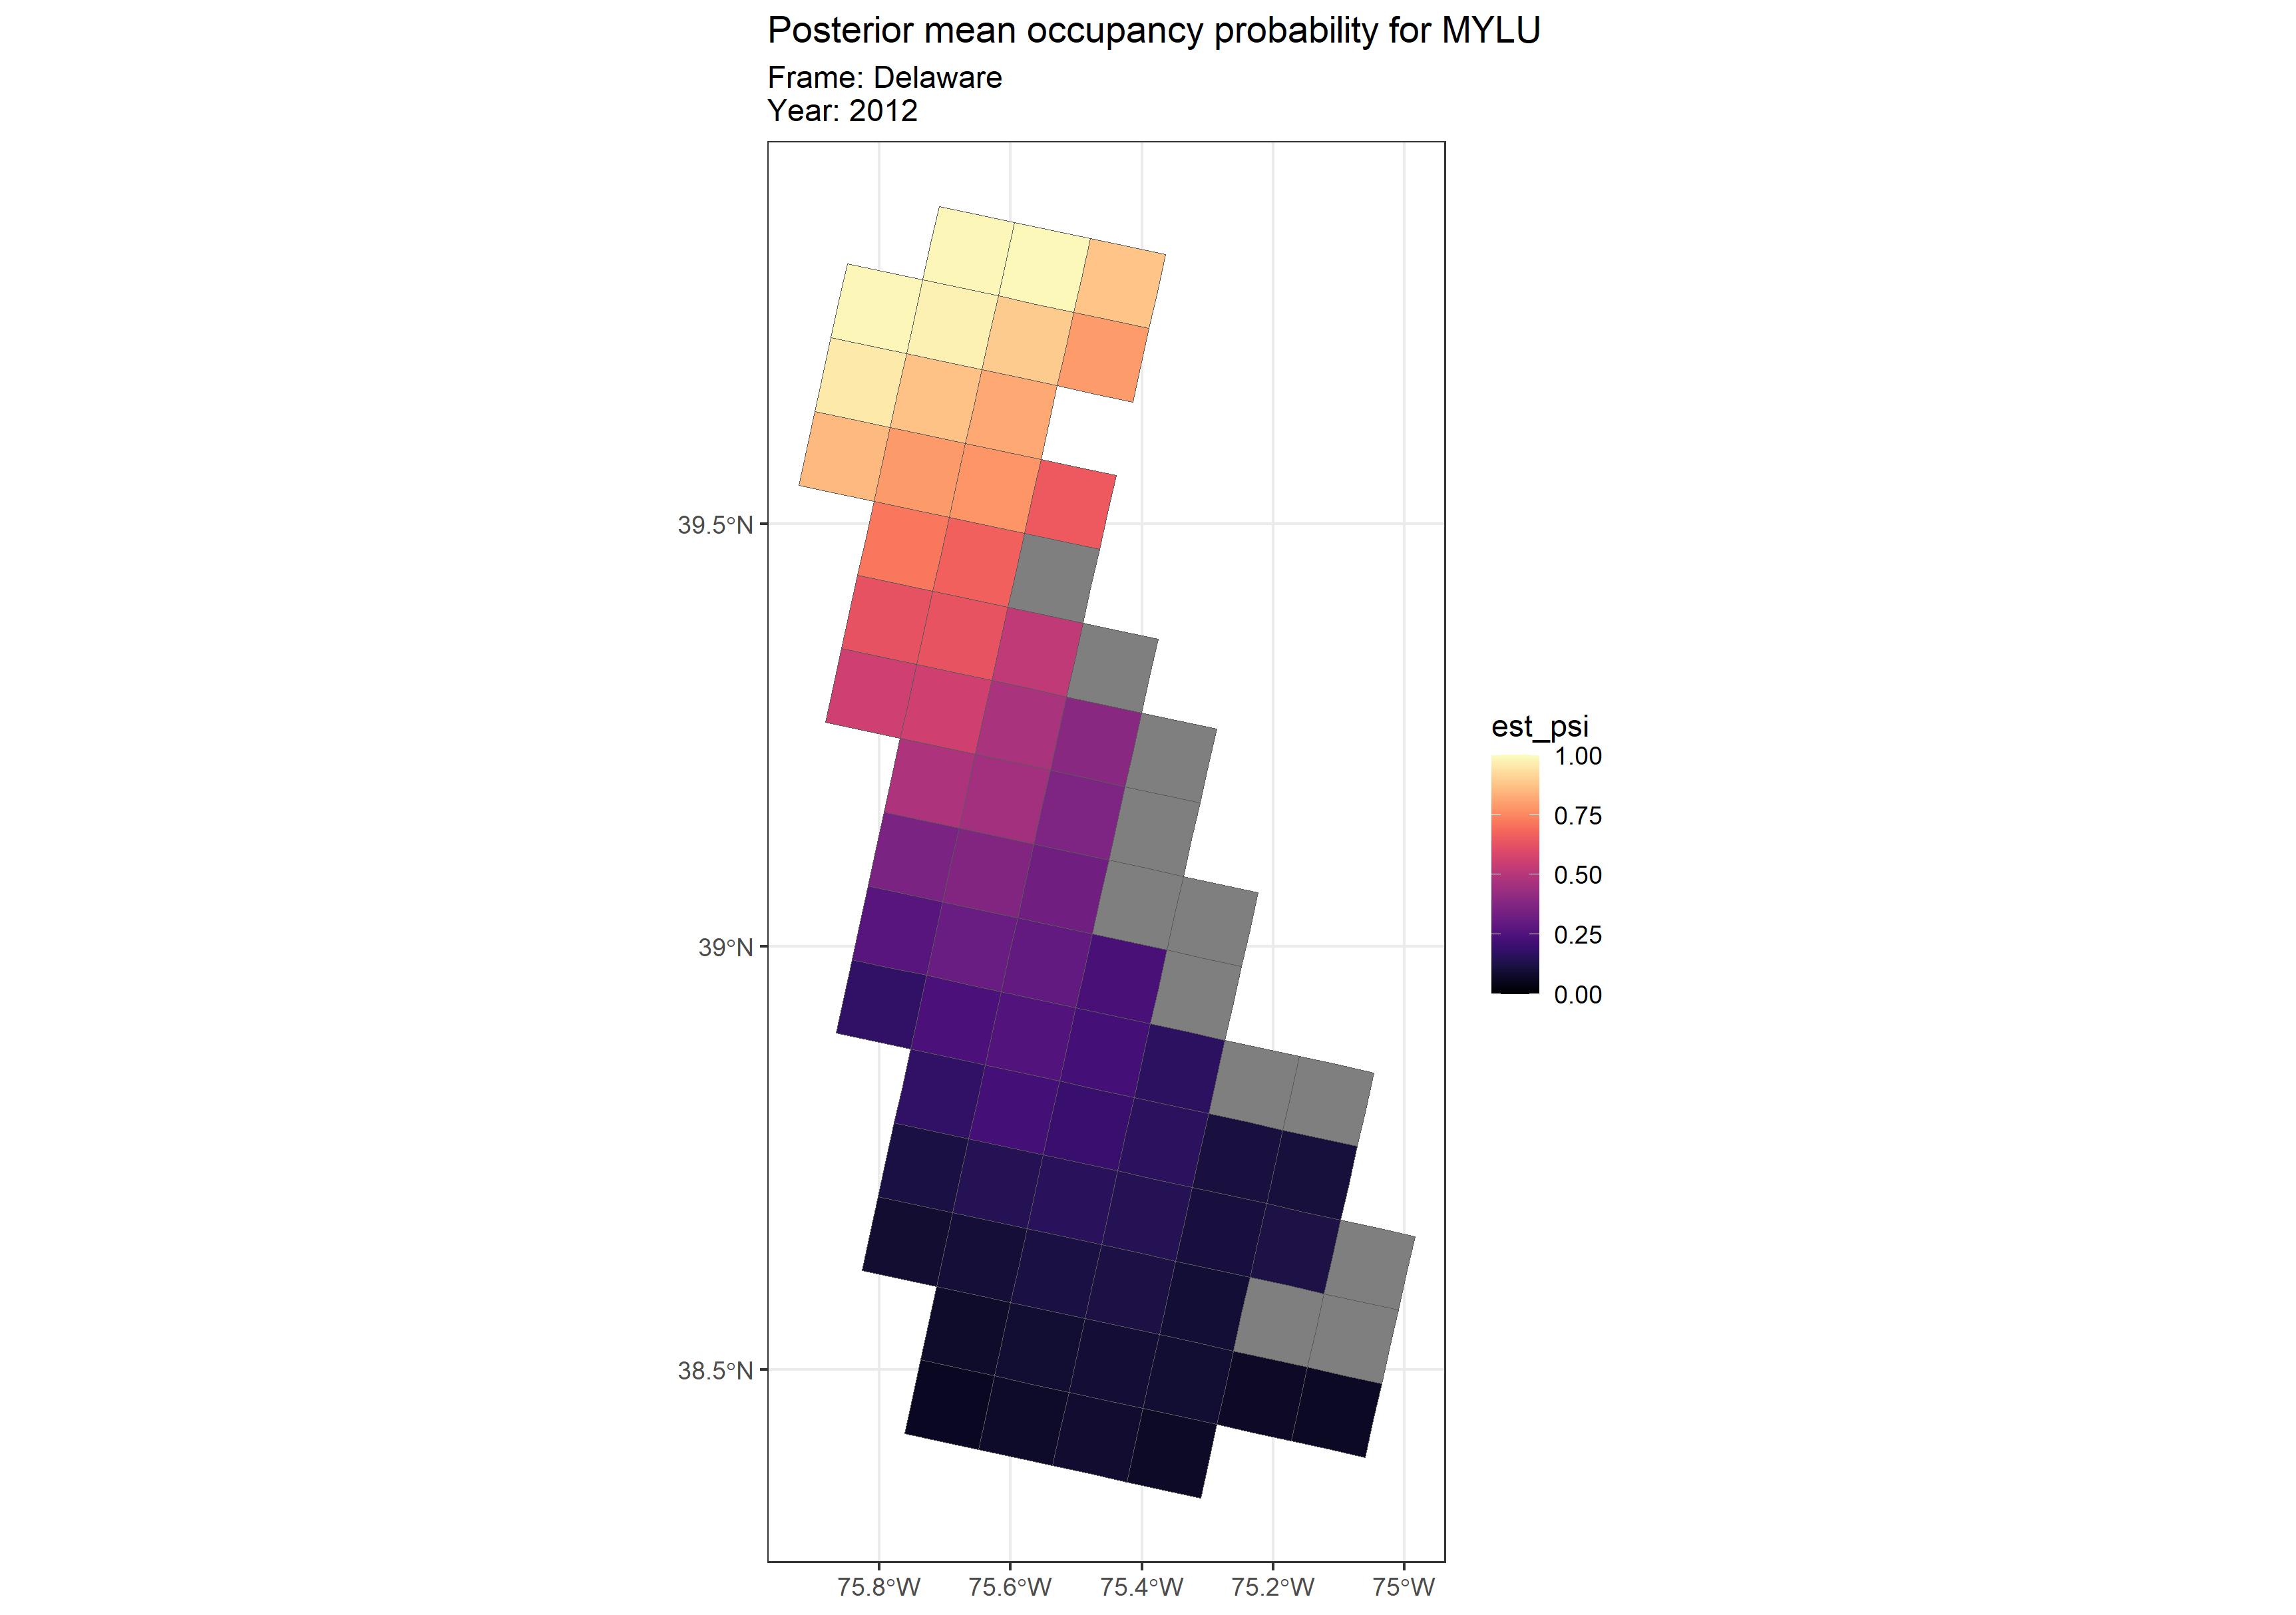 Posterior mean occupancy probability for MYLU
Frame: Delaware
Year: 2012
39.5°N
39°N
38.5°N
75.8°W
75.6°W
75.4°W
75.2°W
75°W
est_psi
1.00
0.75
0.50
0.25
0.00